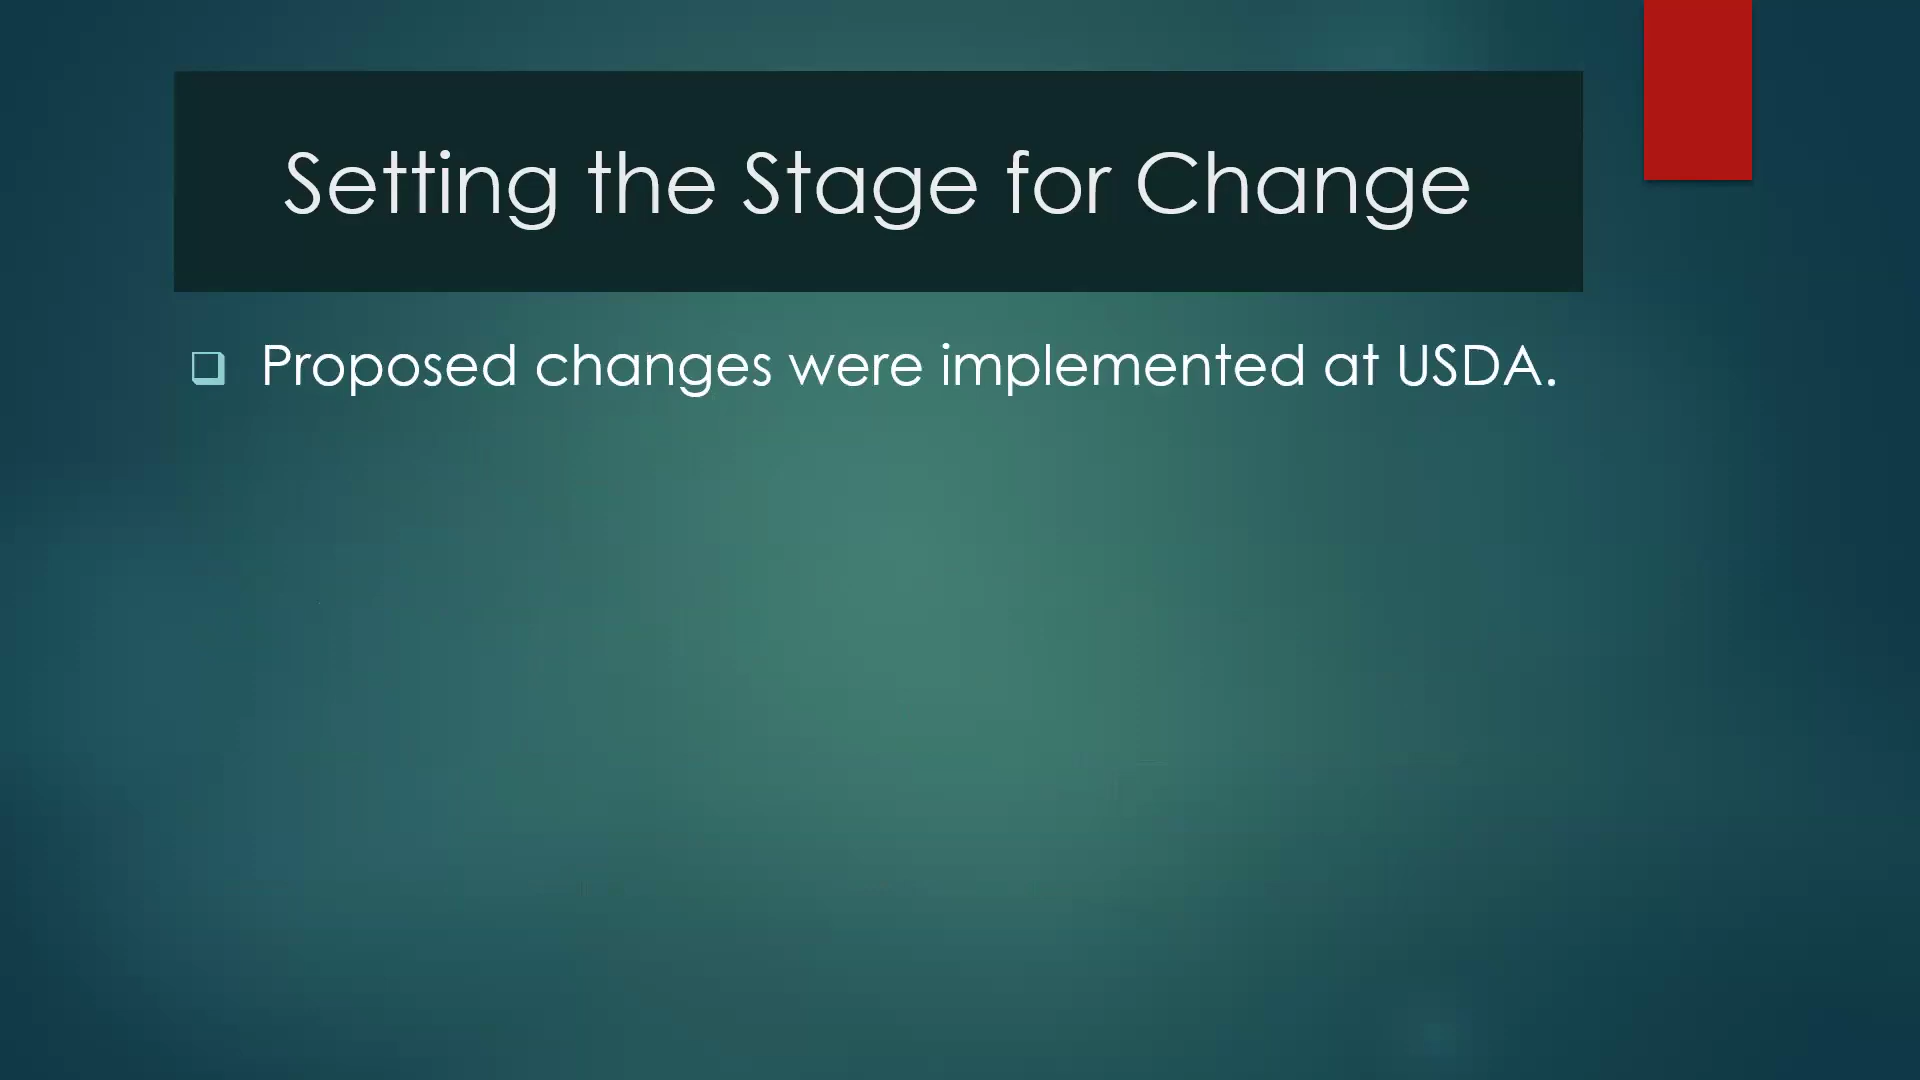 Setting the Stage for Change
Proposed changes were implemented at USDA.